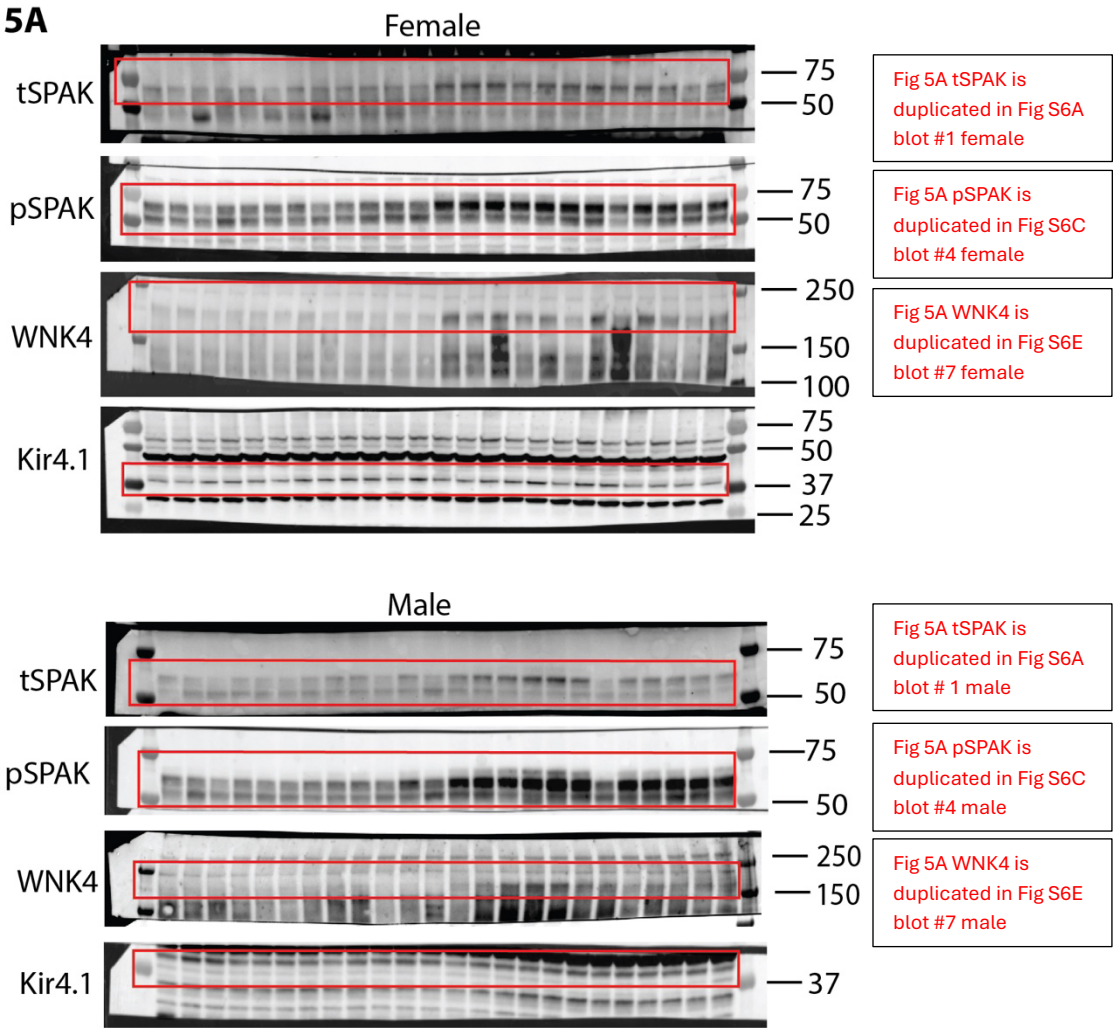 5A
Female
tSPAK
75
50
Fig 5A tSPAK is
duplicated in Fig S6A
blot #1 female
pSPAK
75
50
Fig 5A pSPAK is
duplicated in Fig S6C
blot #4 female
WNK4
250
150
100
Fig 5A WNK4 is
duplicated in Fig S6E
blot #7 female
Kir4.1
75
50
37
25
Male
tSPAK
75
50
Fig 5A tSPAK is
duplicated in Fig S6A
blot # 1 male
pSPAK
75
50
Fig 5A pSPAK is
duplicated in Fig S6C
blot #4 male
WNK4
250
150
Fig 5A WNK4 is
duplicated in Fig S6E
blot #7 male
Kir4.1
37